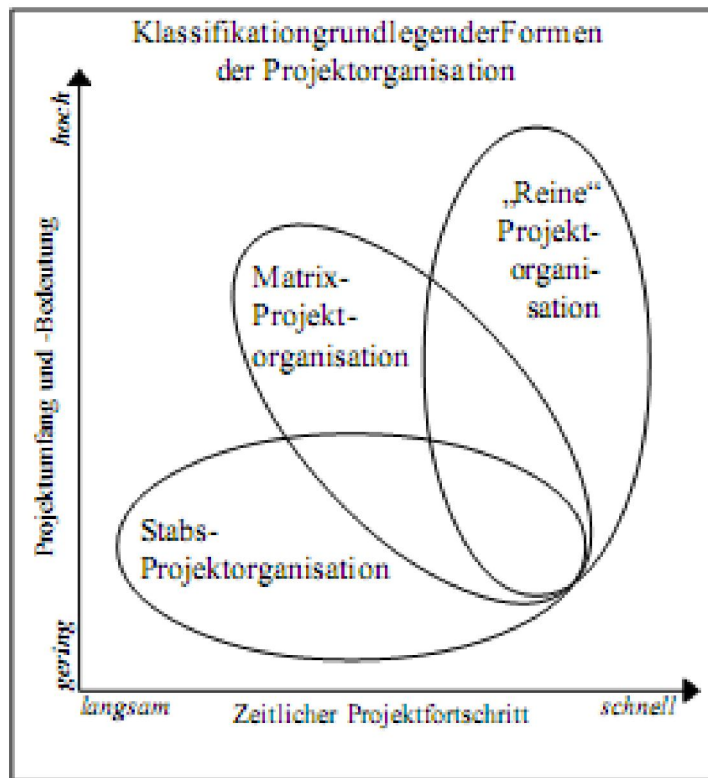 KlassifikationgrundlegenderFormen
der Projektorganisation
hoch
Projektumfang und -Bedeutung
gering
„Reine“
Projekt-
organi-
sation
Matrix-
Projekt-
organisation
Stabs-
Projektorganisation
langsam
Zeitlicher Projektfortschritt
schnell